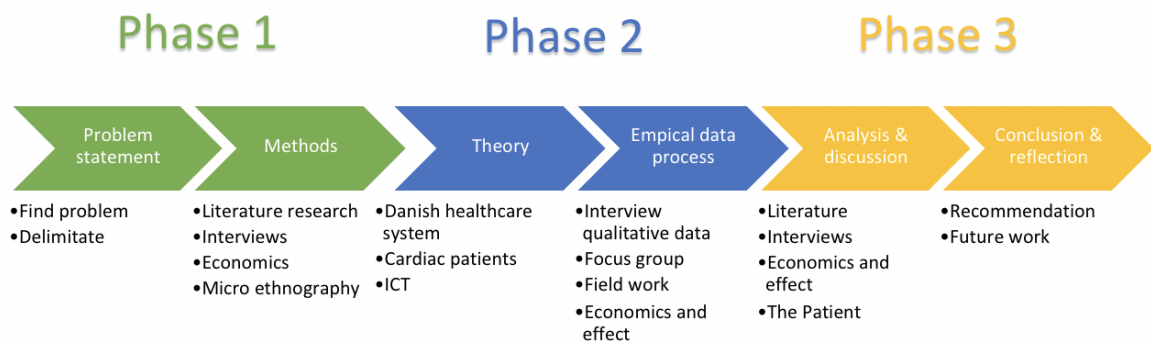 Phase 1
Phase 2
Phase 3
Problem
statement
Methods
Theory
Empical data
process
Analysis &
discussion
Conclusion &
reflection
•Find problem
•Delimitate
•Literature research
•Interviews
•Economics
•Micro ethnography
•Danish healthcare
system
•Cardiac patients
•ICT
•Interview
qualitative data
•Focus group
•Field work
•Economics and
effect
•Literature
•Interviews
•Economics and
effect
•The Patient
•Recommendation
•Future work